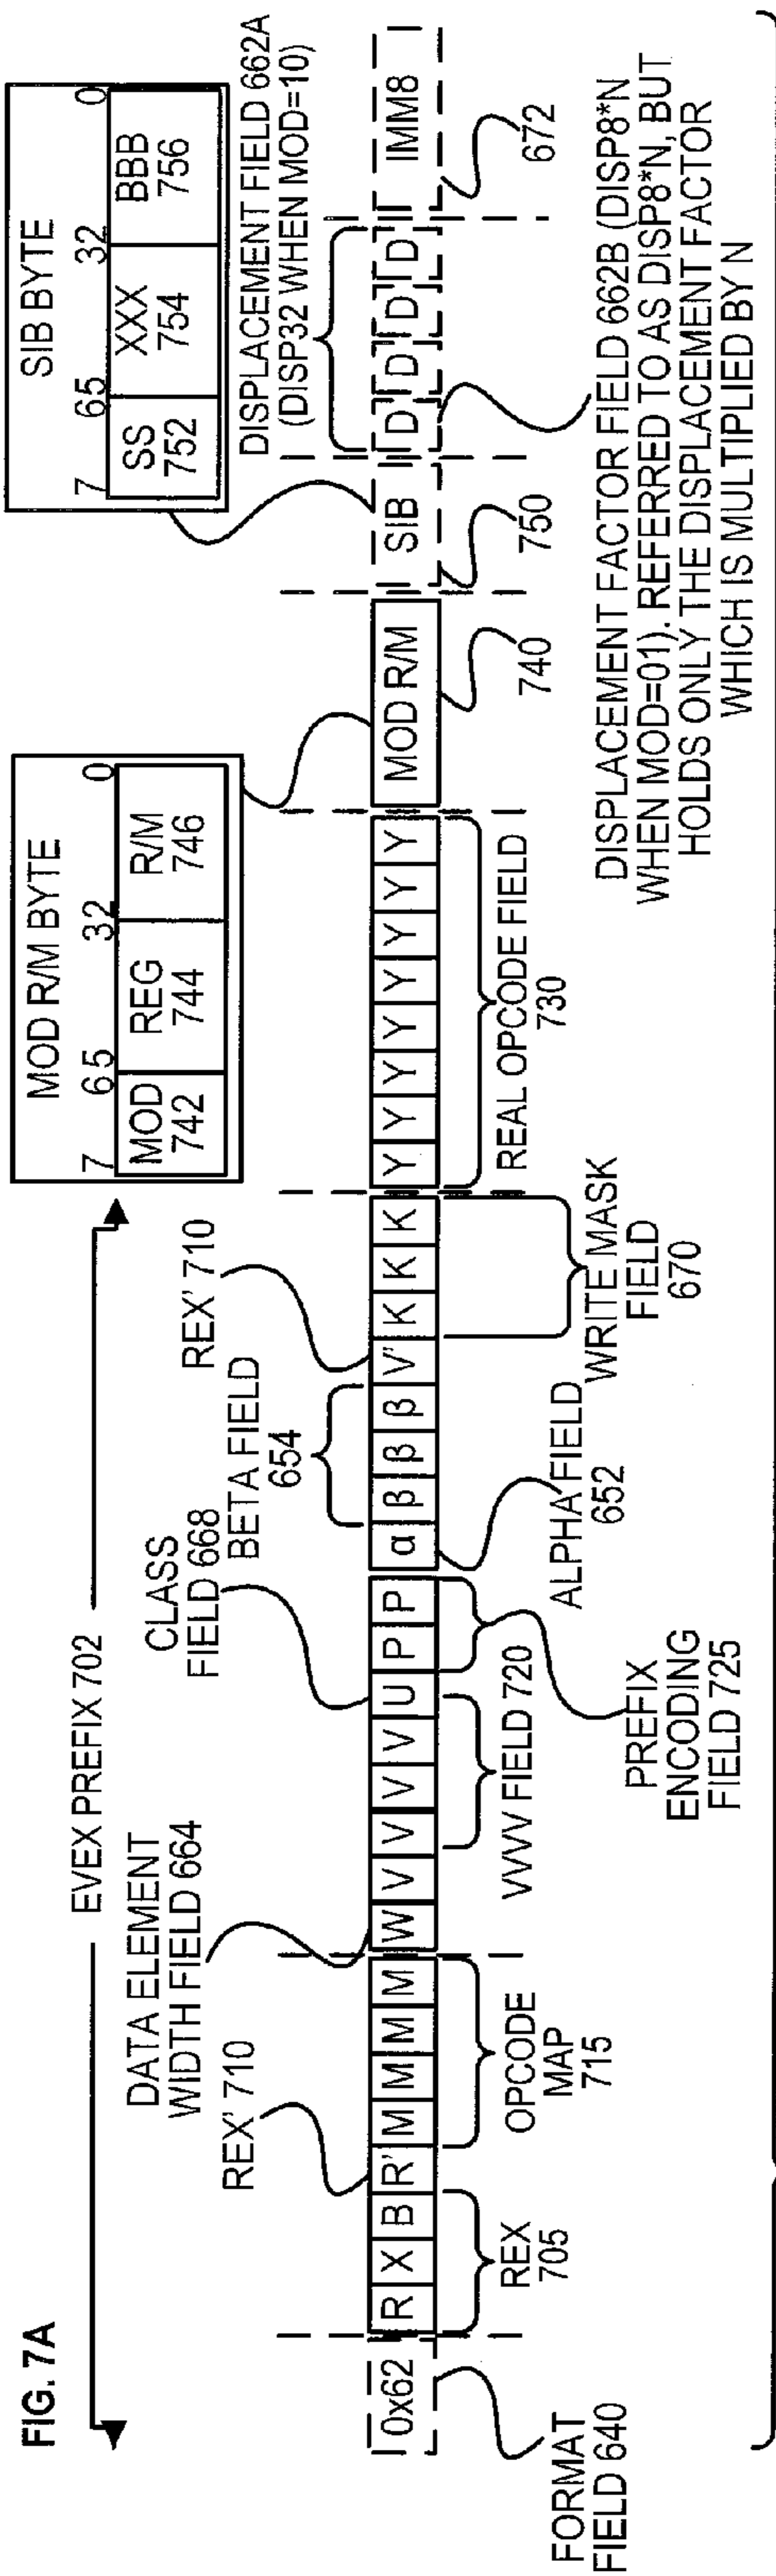 FIG. 7A
EVEX PREFIX 702
MOD R/M BYTE
7 6 5 3 2 0
MOD 742
REG 744
R/M 746
SIB BYTE
7 6 5 3 2 0
SS 752
XXX 754
BBB 756
REX' 710
DATA ELEMENT
WIDTH FIELD 664
CLASS
FIELD 668
BETA FIELD
654
REX' 710
DISPLACEMENT FIELD 662A
(DISP32 WHEN MOD=10)
0x62 R X B R' M M M M W V V V V U P P α β β β V' K K K Y Y Y Y Y Y Y Y MOD R/M SIB D D D D IMM8
FORMAT
FIELD 640
REX
705
OPCODE
MAP
715
VVVV FIELD 720
PREFIX
ENCODING
FIELD 725
ALPHA FIELD
652
WRITE MASK
FIELD
670
REAL OPCODE FIELD
730
740
750
672
DISPLACEMENT FACTOR FIELD 662B (DISP8*N
WHEN MOD=01). REFERRED TO AS DISP8*N, BUT
HOLDS ONLY THE DISPLACEMENT FACTOR
WHICH IS MULTIPLIED BY N